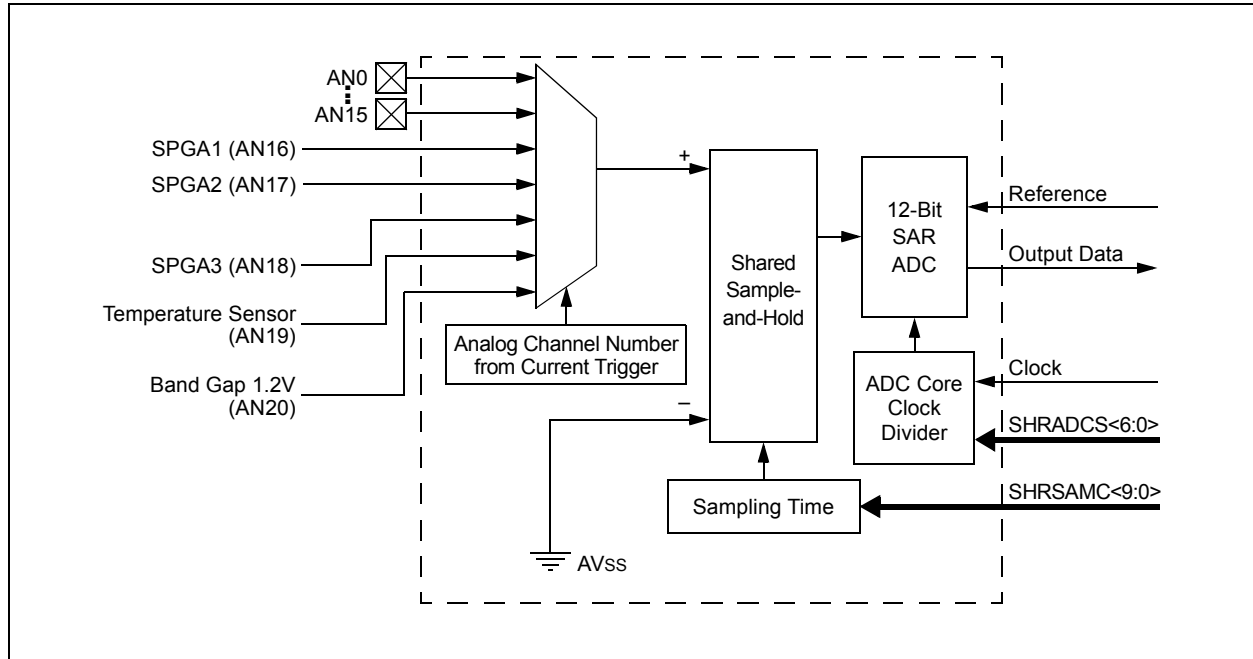 AN0
AN15
SPGA1 (AN16)
SPGA2 (AN17)
SPGA3 (AN18)
Temperature Sensor
(AN19)
Band Gap 1.2V
(AN20)
Analog Channel Number
from Current Trigger
+
–
AVSS
Shared
Sample-
and-Hold
Sampling Time
12-Bit
SAR
ADC
ADC Core
Clock
Divider
Reference
Output Data
Clock
SHRADCS<6:0>
SHRSAMC<9:0>